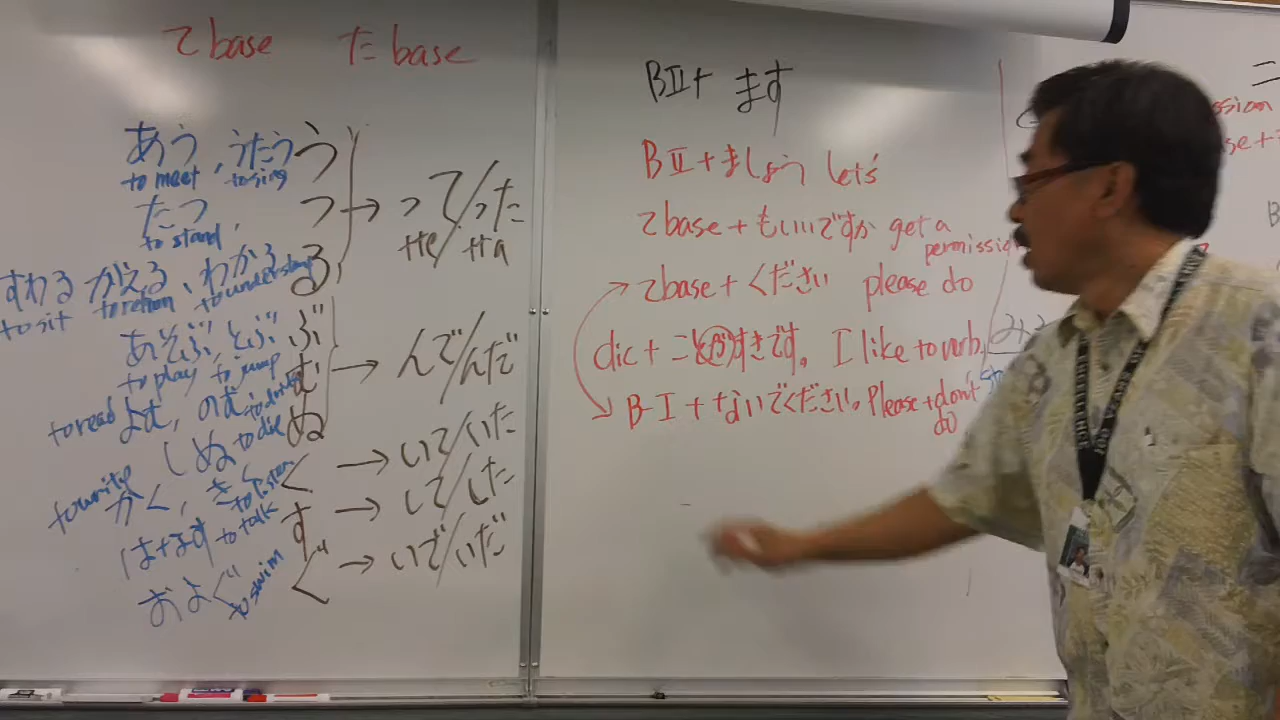 てbase たbase
あう, うたう う
to meet to sing
たつ, つ → って/った
to stand tte/tta
すわる かえる、わかる る
to sit to return to understand
あそぶ, とぶ ぶ
to play to jump
to read よむ, のむ to drink む → んで/んだ
しぬ to die ぬ
to write かく, きく to listen く → いて/いた
はなす to talk す → して/した
およぐ to swim ぐ → いで/いだ
BII+ ます
BII+ましょう let's
てbase+もいいですか get a
permission
てbase+ください please do
dic+ことがすきです。 I like to verb
B-I+ないでください。Please+don't
do
ssion